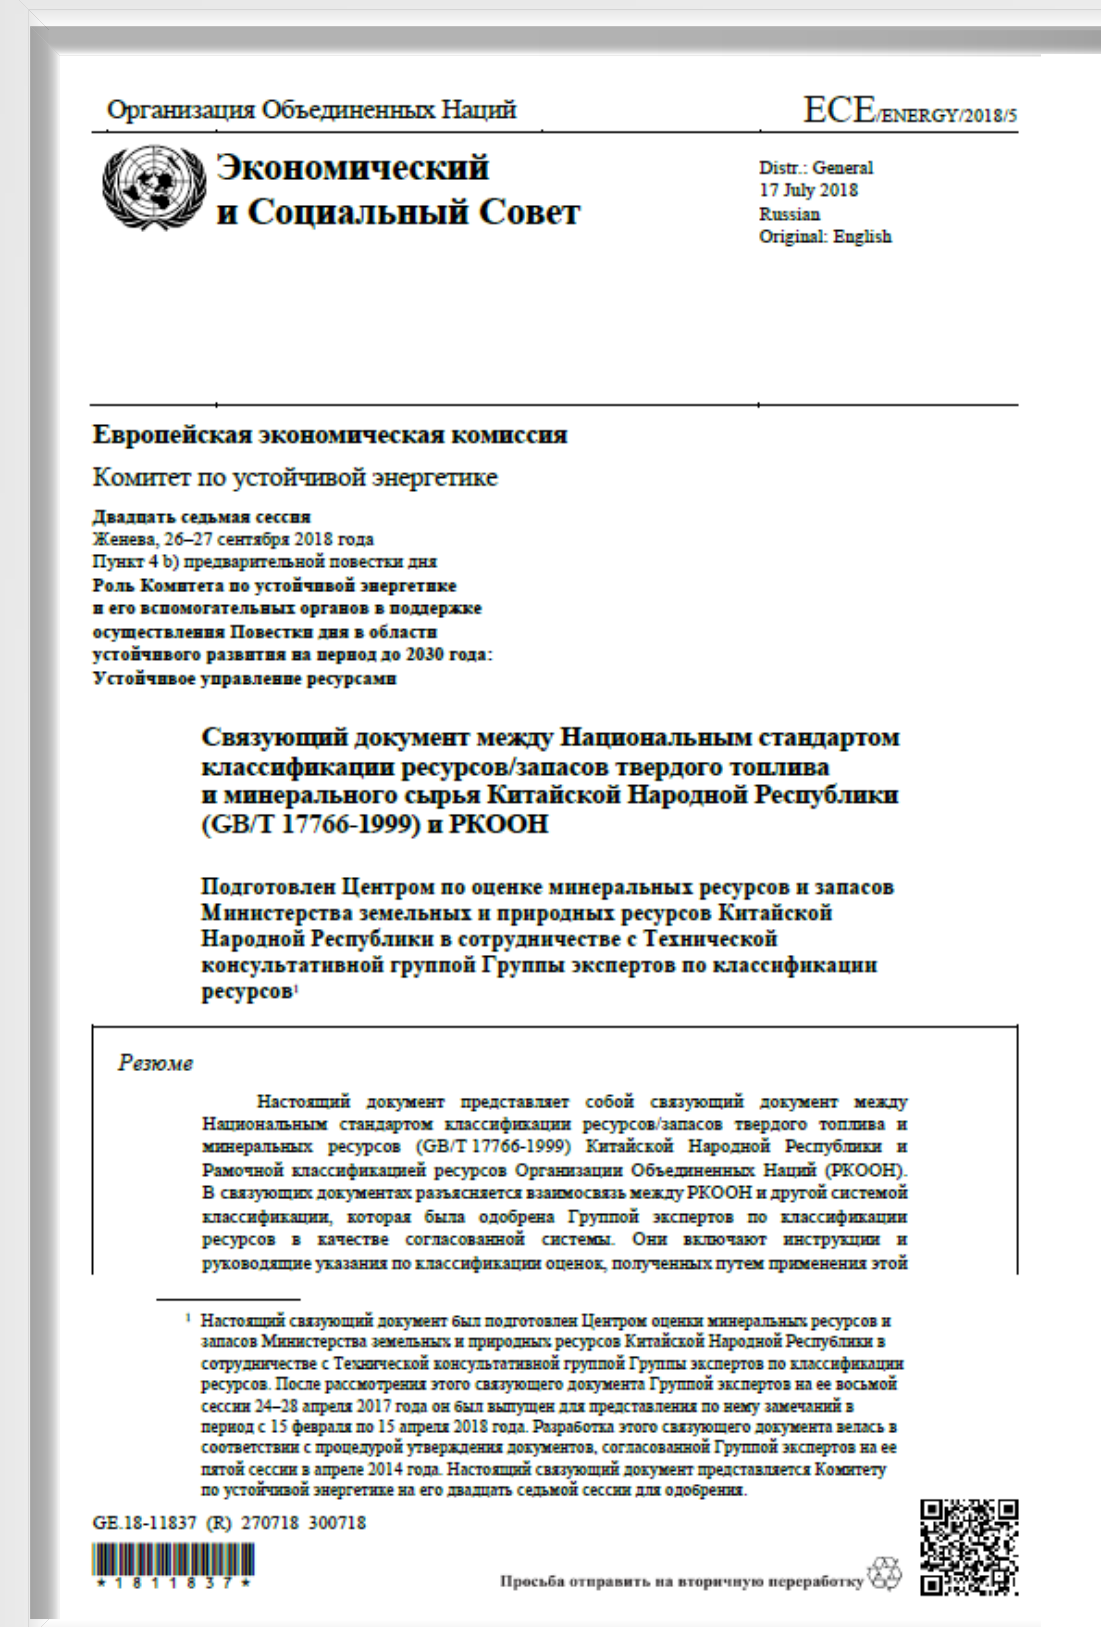 Организация Объединенных Наций
ECE/ENERGY/2018/5
Экономический
и Социальный Совет
Distr.: General
17 July 2018
Russian
Original: English
Европейская экономическая комиссия
Комитет по устойчивой энергетике
Двадцать седьмая сессия
Женева, 26–27 сентября 2018 года
Пункт 4 b) предварительной повестки дня
Роль Комитета по устойчивой энергетике
и его вспомогательных органов в поддержке
осуществления Повестки дня в области
устойчивого развития на период до 2030 года:
Устойчивое управление ресурсами
Связующий документ между Национальным стандартом
классификации ресурсов/запасов твердого топлива
и минерального сырья Китайской Народной Республики
(GB/T 17766-1999) и РКООН
Подготовлен Центром по оценке минеральных ресурсов и запасов
Министерства земельных и природных ресурсов Китайской
Народной Республики в сотрудничестве с Технической
консультативной группой Группы экспертов по классификации
ресурсов¹
Резюме
Настоящий документ представляет собой связующий документ между
Национальным стандартом классификации ресурсов/запасов твердого топлива и
минеральных ресурсов (GB/T 17766-1999) Китайской Народной Республики и
Рамочной классификацией ресурсов Организации Объединенных Наций (РКООН).
В связующих документах разъясняется взаимосвязь между РКООН и другой системой
классификации, которая была одобрена Группой экспертов по классификации
ресурсов в качестве согласованной системы. Они включают инструкции и
руководящие указания по классификации оценок, полученных путем применения этой
¹ Настоящий связующий документ был подготовлен Центром оценки минеральных ресурсов и
запасов Министерства земельных и природных ресурсов Китайской Народной Республики в
сотрудничестве с Технической консультативной группой Группы экспертов по классификации
ресурсов. После рассмотрения этого связующего документа Группой экспертов на ее восьмой
сессии 24–28 апреля 2017 года он был выпущен для представления по нему замечаний в
период с 15 февраля по 15 апреля 2018 года. Разработка этого связующего документа велась в
соответствии с процедурой утверждения документов, согласованной Группой экспертов на ее
пятой сессии в апреле 2014 года. Настоящий связующий документ представляется Комитету
по устойчивой энергетике на его двадцать седьмой сессии для одобрения.
GE.18-11837 (R) 270718 300718
*1811837*
Просьба отправить на вторичную переработку